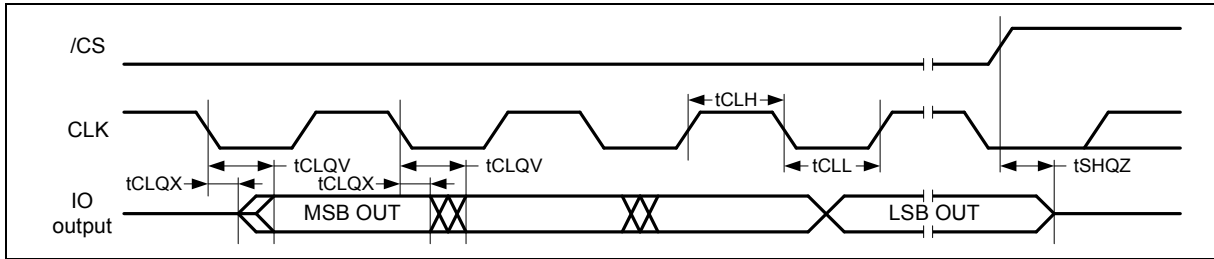 /CS
tCLH
CLK
tCLQV
tCLQV
tCLL
tSHQZ
tCLQX
tCLQX
IO
output
MSB OUT
LSB OUT